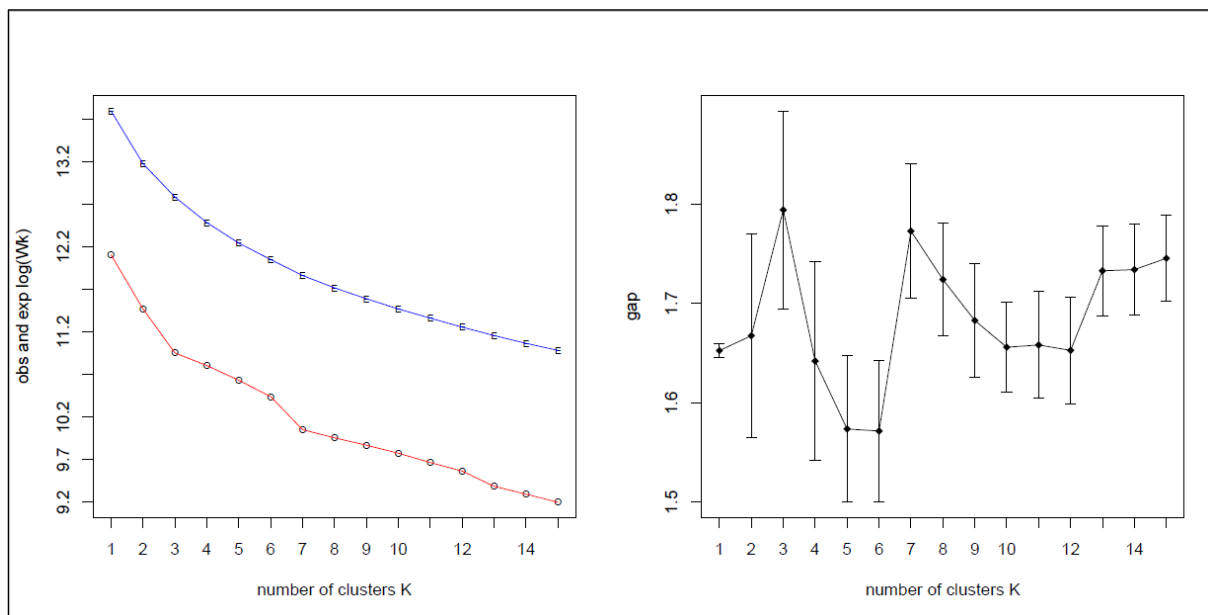 obs and exp log(Wk)
13.2
12.2
11.2
10.2
9.7
9.2
E E E E E E E E E E E E E E E
1 2 3 4 5 6 7 8 9 10 12 14
number of clusters K
gap
1.8
1.7
1.6
1.5
1 2 3 4 5 6 7 8 9 10 12 14
number of clusters K